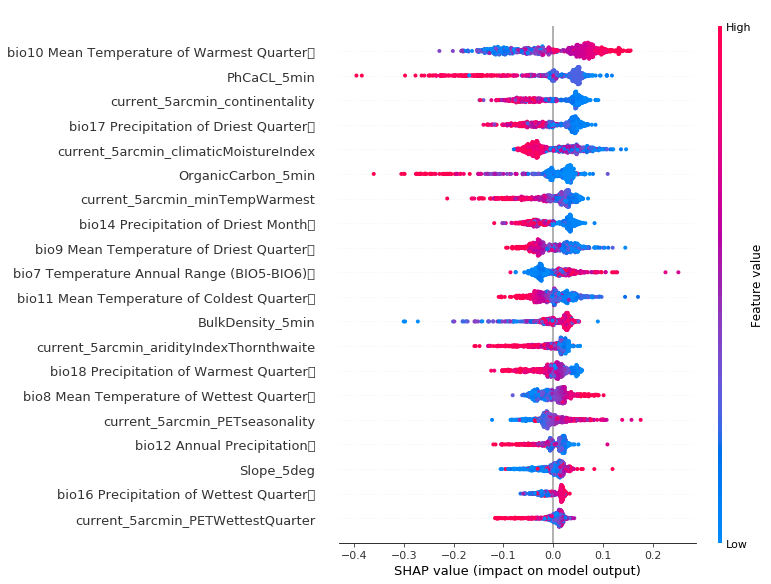 High
bio10 Mean Temperature of Warmest Quarter
PhCaCL_5min
current_5arcmin_continentality
bio17 Precipitation of Driest Quarter
current_5arcmin_climaticMoistureIndex
OrganicCarbon_5min
current_5arcmin_minTempWarmest
bio14 Precipitation of Driest Month
bio9 Mean Temperature of Driest Quarter
bio7 Temperature Annual Range (BIO5-BIO6)
bio11 Mean Temperature of Coldest Quarter
BulkDensity_5min
current_5arcmin_aridityIndexThornthwaite
bio18 Precipitation of Warmest Quarter
bio8 Mean Temperature of Wettest Quarter
current_5arcmin_PETseasonality
bio12 Annual Precipitation
Slope_5deg
bio16 Precipitation of Wettest Quarter
current_5arcmin_PETWettestQuarter
Feature value
Low
−0.4 −0.3 −0.2 −0.1 0.0 0.1 0.2
SHAP value (impact on model output)